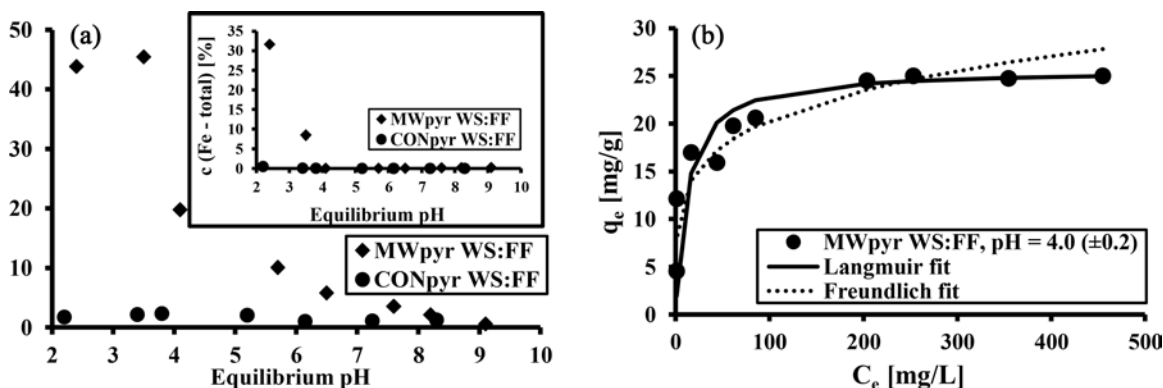 (a)
50
40
30
20
10
0
2 3 4 5 6 7 8 9 10
Equilibrium pH
MWpyr WS:FF
CONpyr WS:FF
c (Fe - total) [%]
35
30
25
20
15
10
5
0
2 3 4 5 6 7 8 9 10
Equilibrium pH
MWpyr WS:FF
CONpyr WS:FF
(b)
qe [mg/g]
30
25
20
15
10
5
0
0 100 200 300 400 500
Ce [mg/L]
MWpyr WS:FF, pH = 4.0 (±0.2)
Langmuir fit
Freundlich fit